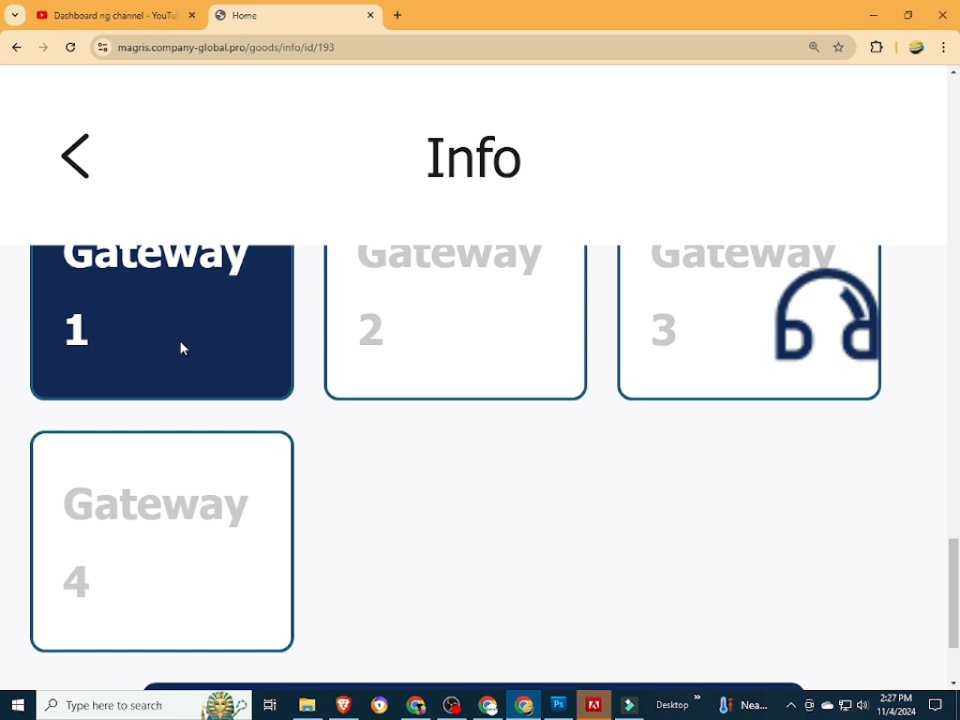 Dashboard ng channel - YouTu
Home
magris.company-global.pro/goods/info/id/193
Info
Gateway
1
Gateway
2
Gateway
3
Gateway
4
Type here to search
Ps
Desktop
Nea...
2:27 PM
11/4/2024